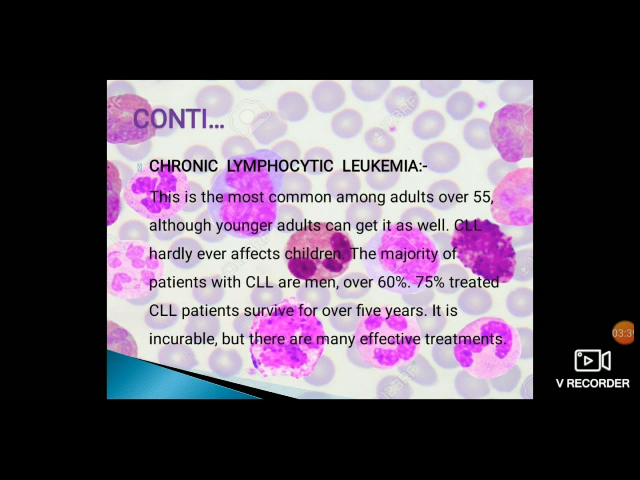 CONTI...
CHRONIC LYMPHOCYTIC LEUKEMIA:-
This is the most common among adults over 55,
although younger adults can get it as well. CLL
hardly ever affects children. The majority of
patients with CLL are men, over 60%. 75% treated
CLL patients survive for over five years. It is
incurable, but there are many effective treatments.
V RECORDER